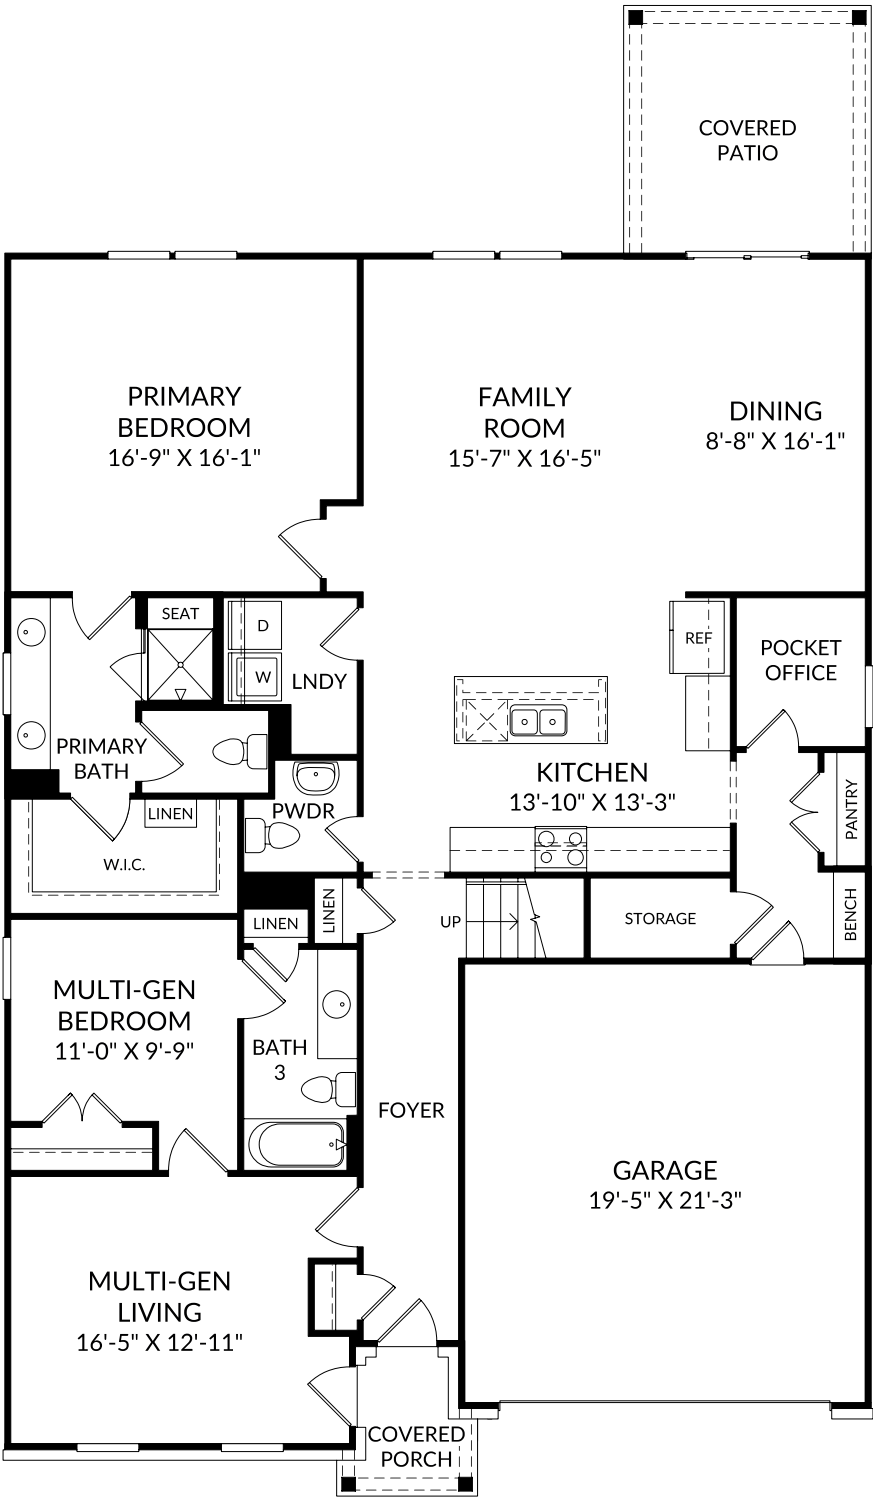 COVERED
PATIO
PRIMARY
BEDROOM
16'-9" X 16'-1"
FAMILY
ROOM
15'-7" X 16'-5"
DINING
8'-8" X 16'-1"
SEAT
D
W
LNDY
REF
POCKET
OFFICE
PRIMARY
BATH
KITCHEN
13'-10" X 13'-3"
LINEN
PWDR
PANTRY
W.I.C.
LINEN
LINEN
UP
STORAGE
BENCH
MULTI-GEN
BEDROOM
11'-0" X 9'-9"
BATH
3
FOYER
GARAGE
19'-5" X 21'-3"
MULTI-GEN
LIVING
16'-5" X 12'-11"
COVERED
PORCH